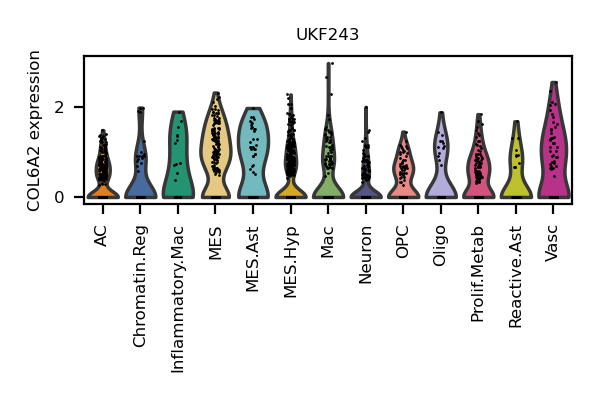 UKF243
COL6A2 expression
2
0
AC
Chromatin.Reg
Inflammatory.Mac
MES
MES.Ast
MES.Hyp
Mac
Neuron
OPC
Oligo
Prolif.Metab
Reactive.Ast
Vasc